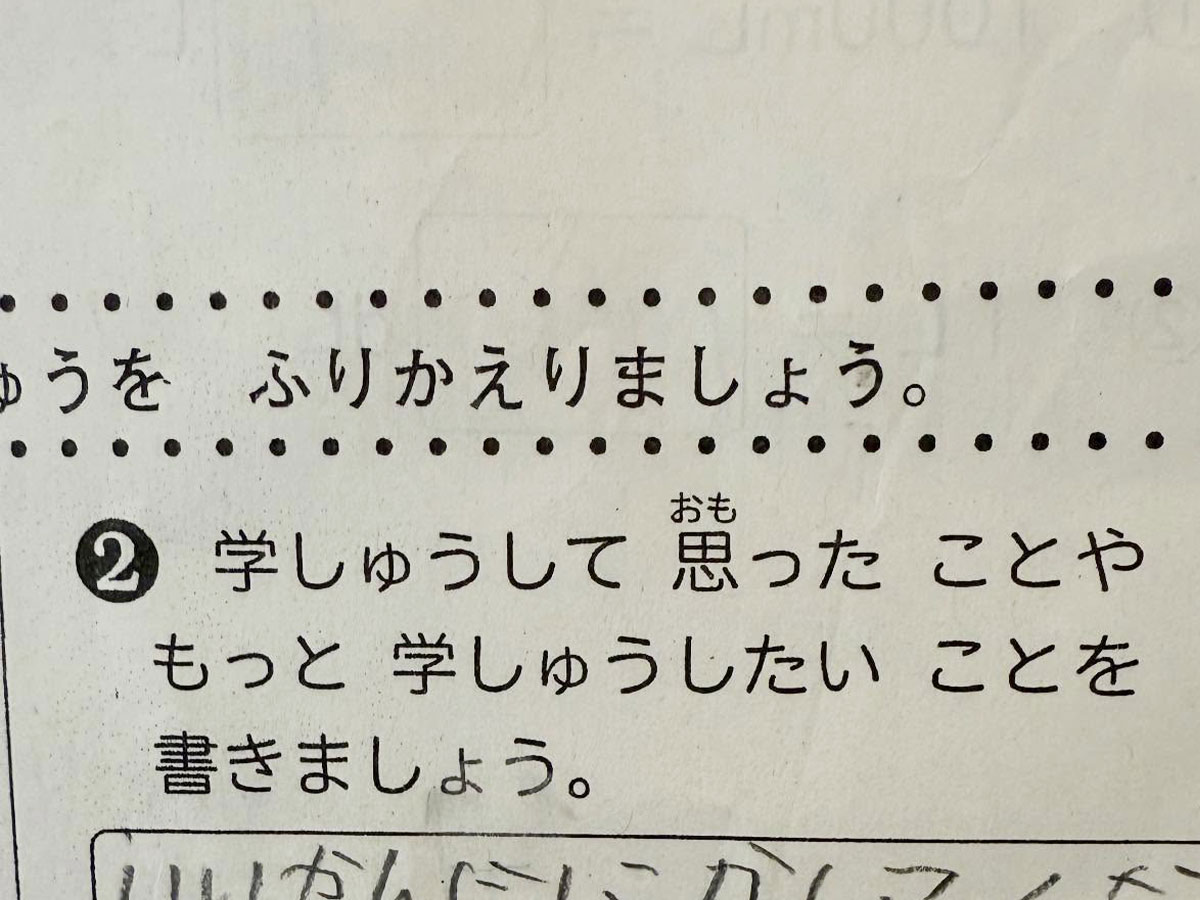 ゅうを ふりかえりましょう。
❷ 学しゅうして 思った ことや
おも
もっと 学しゅうしたい ことを
書きましょう。